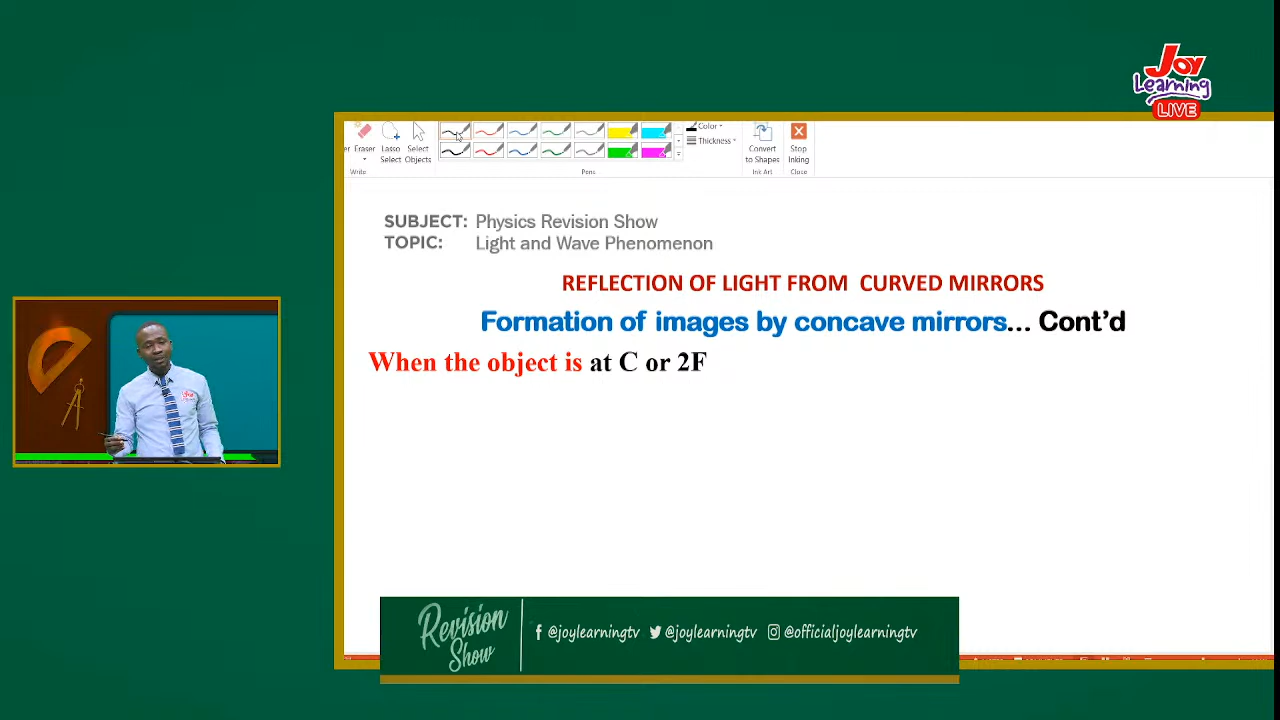 Joy
Learning
LIVE
er Eraser
Lasso
Select
Select
Objects
Color
Thickness
Convert
to Shapes
Stop
Inking
Write
Pens
Ink Art
Close
SUBJECT: Physics Revision Show
TOPIC: Light and Wave Phenomenon
REFLECTION OF LIGHT FROM CURVED MIRRORS
Formation of images by concave mirrors... Cont'd
When the object is at C or 2F
Revision
Show
@joylearningtv @joylearningtv @officialjoylearningtv